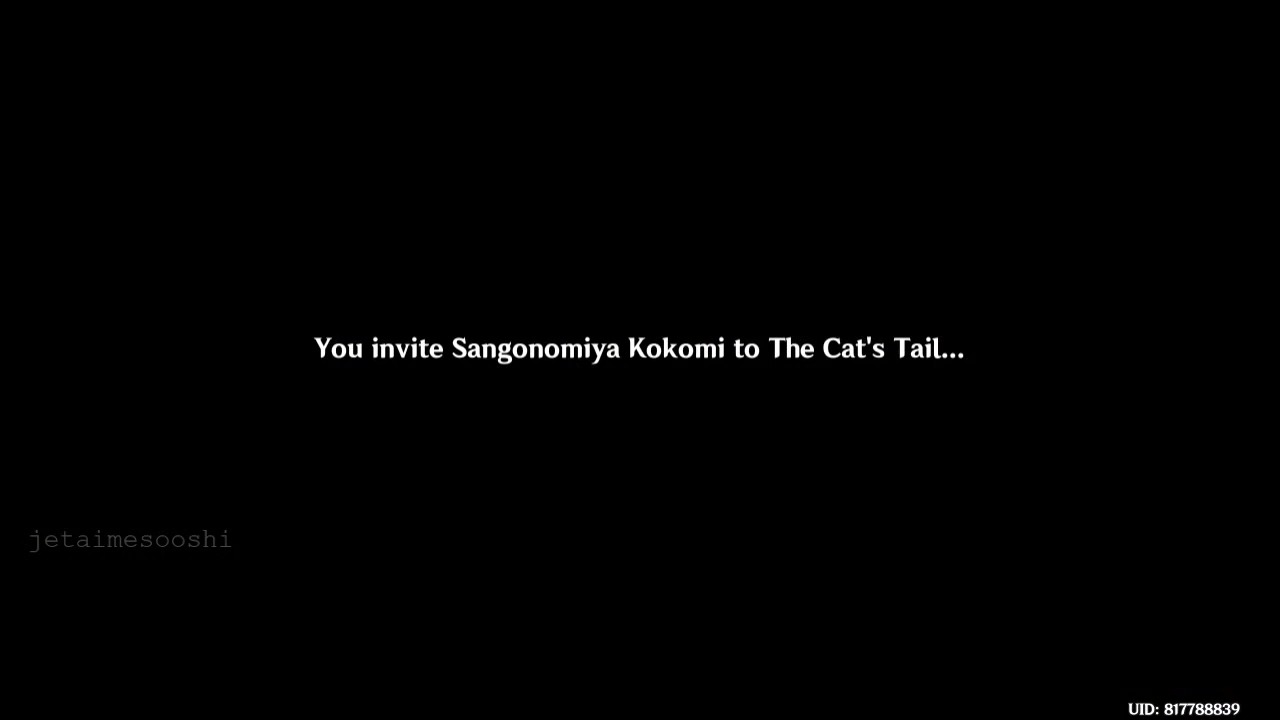 You invite Sangonomiya Kokomi to The Cat's Tail...
jetaimesooshi
UID: 817788839